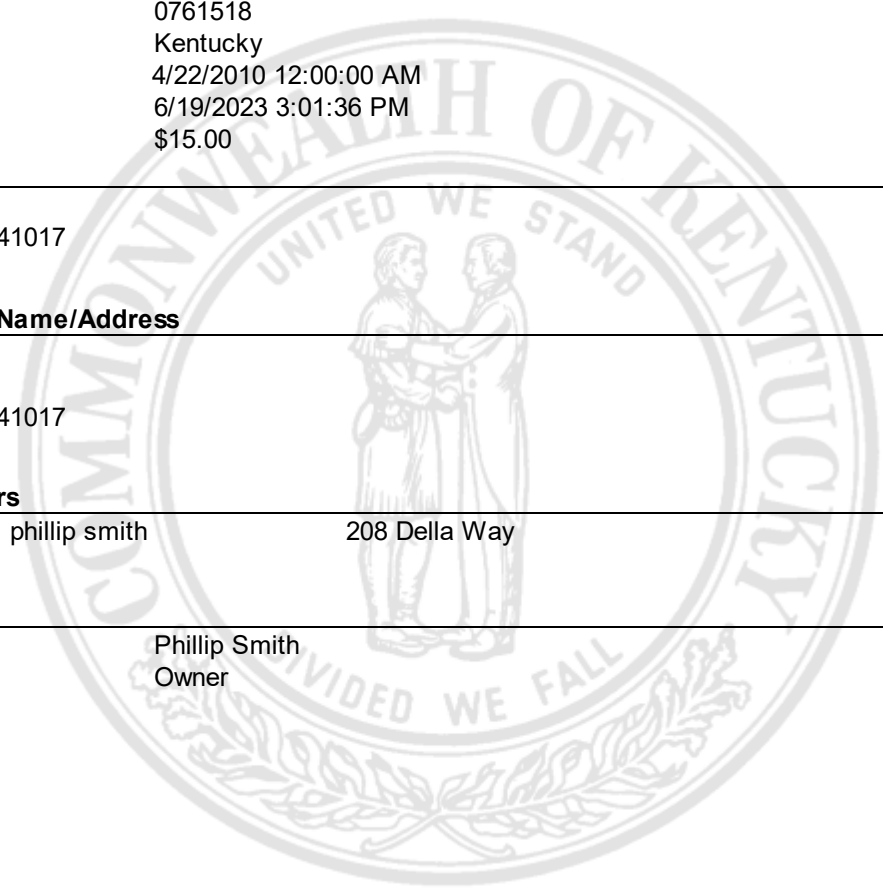 0761518
Kentucky
4/22/2010 12:00:00 AM
6/19/2023 3:01:36 PM
$15.00
41017
Name/Address
41017
rs
phillip smith 208 Della Way
Phillip Smith
Owner
COMMONWEALTH OF KENTUCKY
UNITED WE STAND
DIVIDED WE FALL